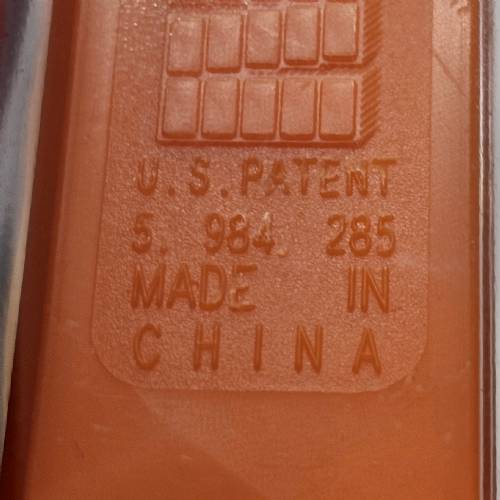 U.S. PATENT
5. 984. 285
MADE IN
CHINA